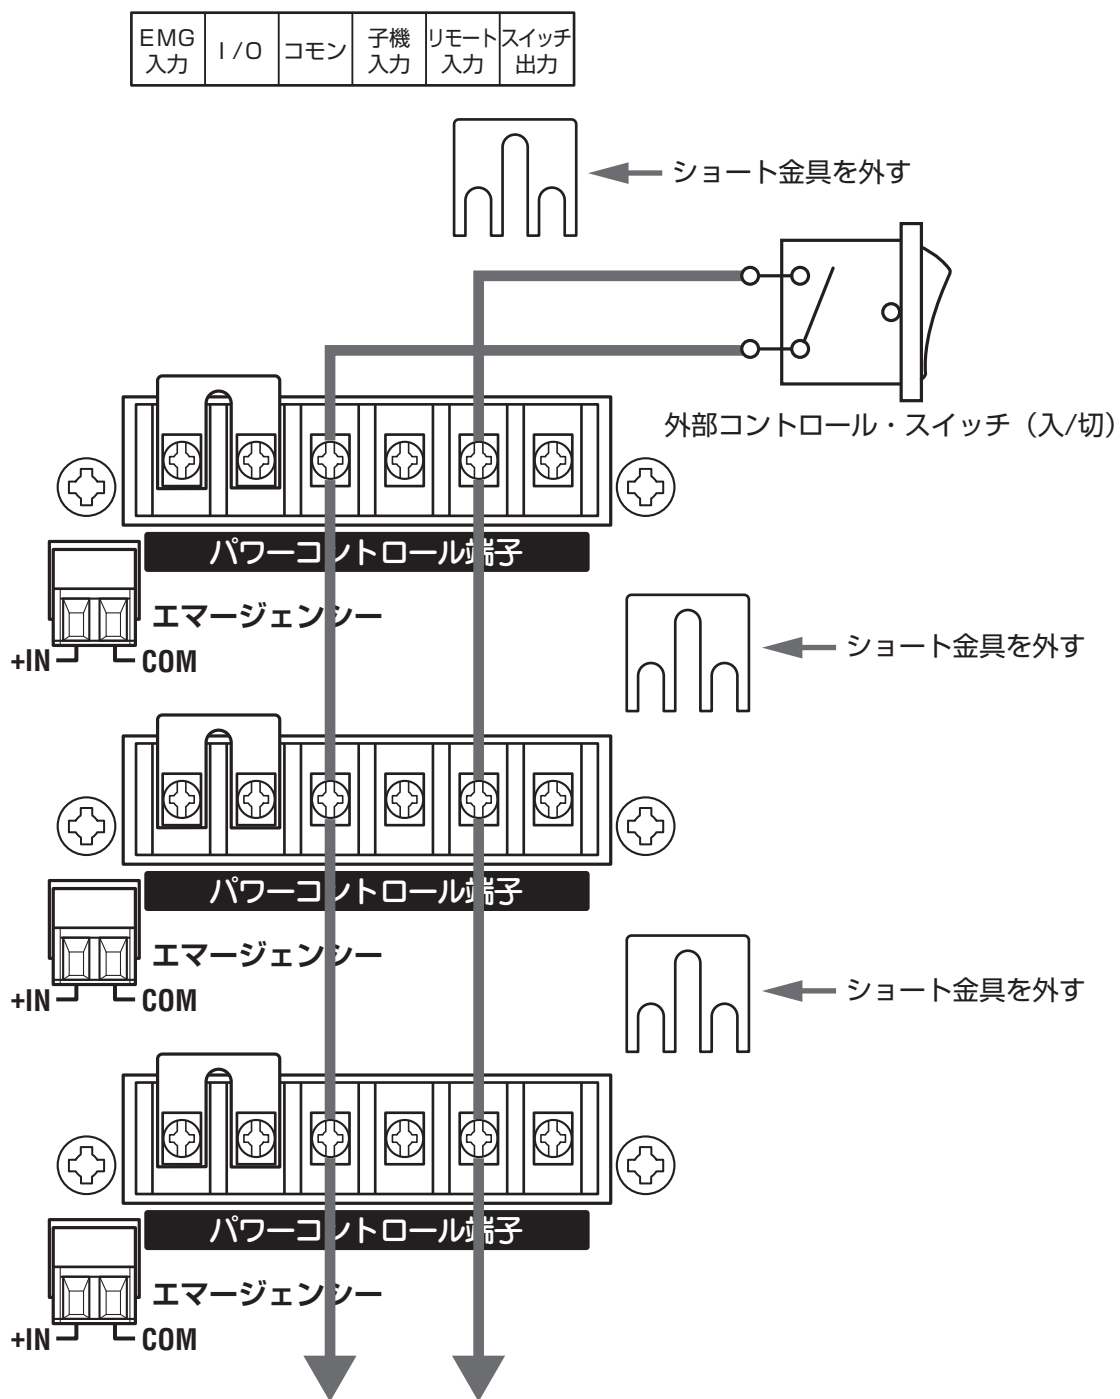 EMG 入力
I/O
コモン
子機 入力
リモート 入力
スイッチ 出力
ショート金具を外す
外部コントロール・スイッチ（入/切）
パワーコントロール端子
エマージェンシー
+IN COM
ショート金具を外す
パワーコントロール端子
エマージェンシー
+IN COM
ショート金具を外す
パワーコントロール端子
エマージェンシー
+IN COM